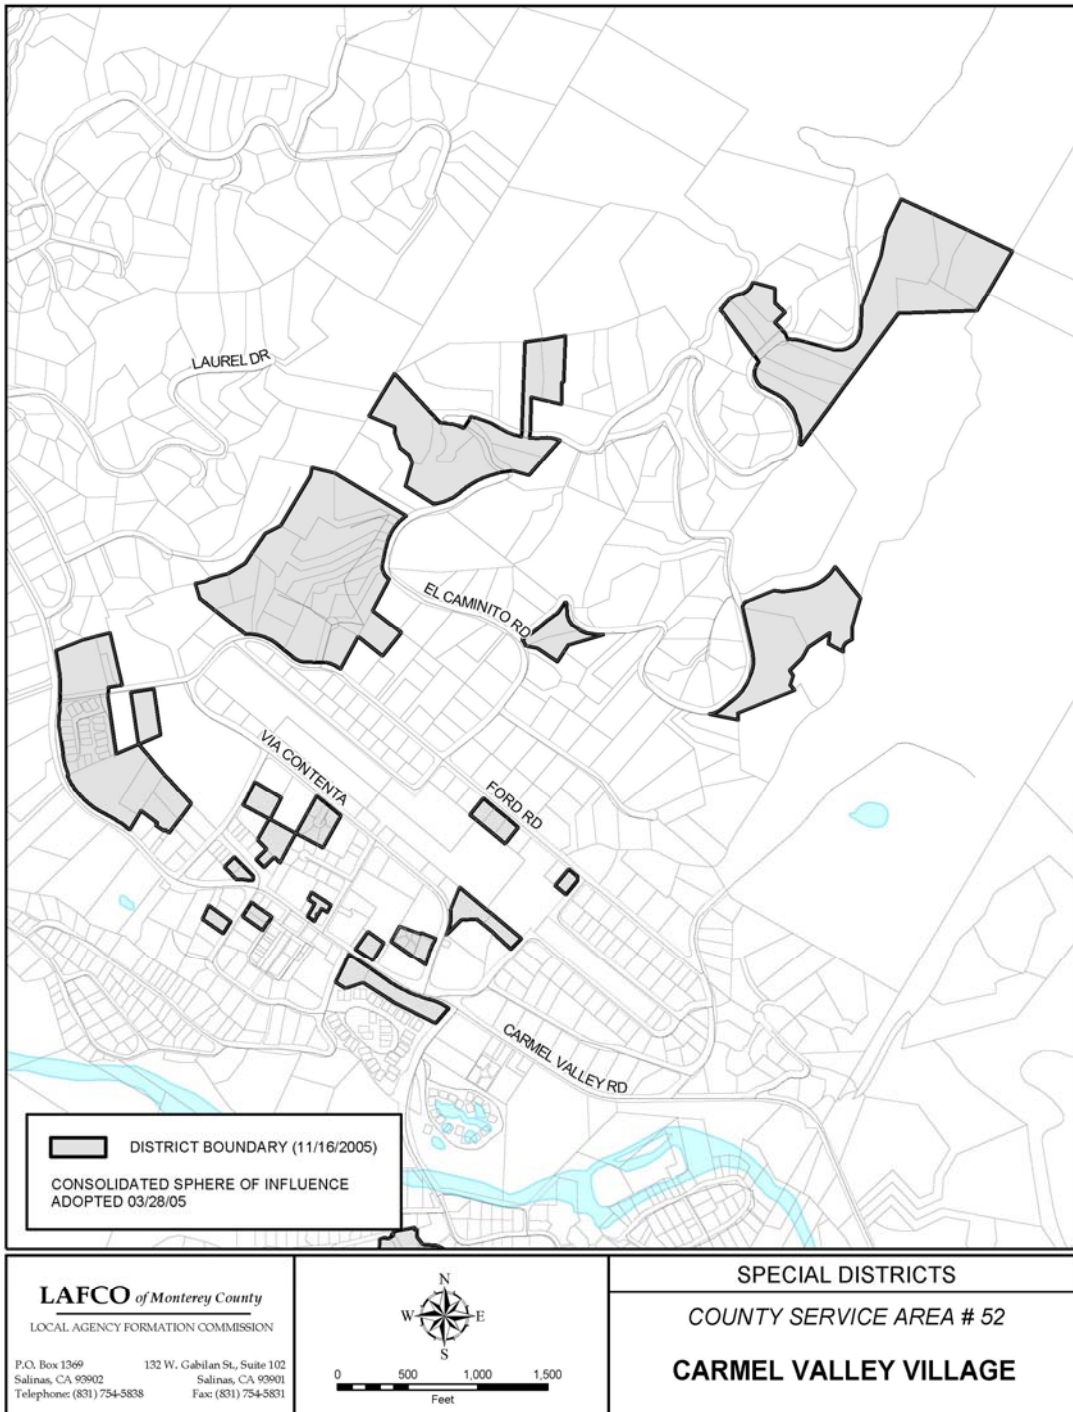 LAUREL DR
EL CAMINITO RD
VIA CONTENTA
FORD RD
CARMEL VALLEY RD
DISTRICT BOUNDARY (11/16/2005)
CONSOLIDATED SPHERE OF INFLUENCE
ADOPTED 03/28/05
LAFCO of Monterey County
LOCAL AGENCY FORMATION COMMISSION
P.O. Box 1369
Salinas, CA 93902
Telephone: (831) 754-5838
132 W. Gabilan St., Suite 102
Salinas, CA 93901
Fax: (831) 754-5831
N
W E
S
0 500 1,000 1,500
Feet
SPECIAL DISTRICTS
COUNTY SERVICE AREA # 52
CARMEL VALLEY VILLAGE